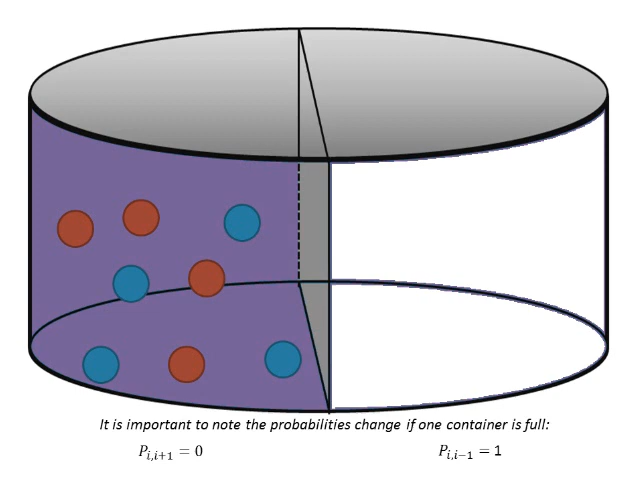 It is important to note the probabilities change if one container is full:
P_{i,i+1} = 0 P_{i,i−1} = 1